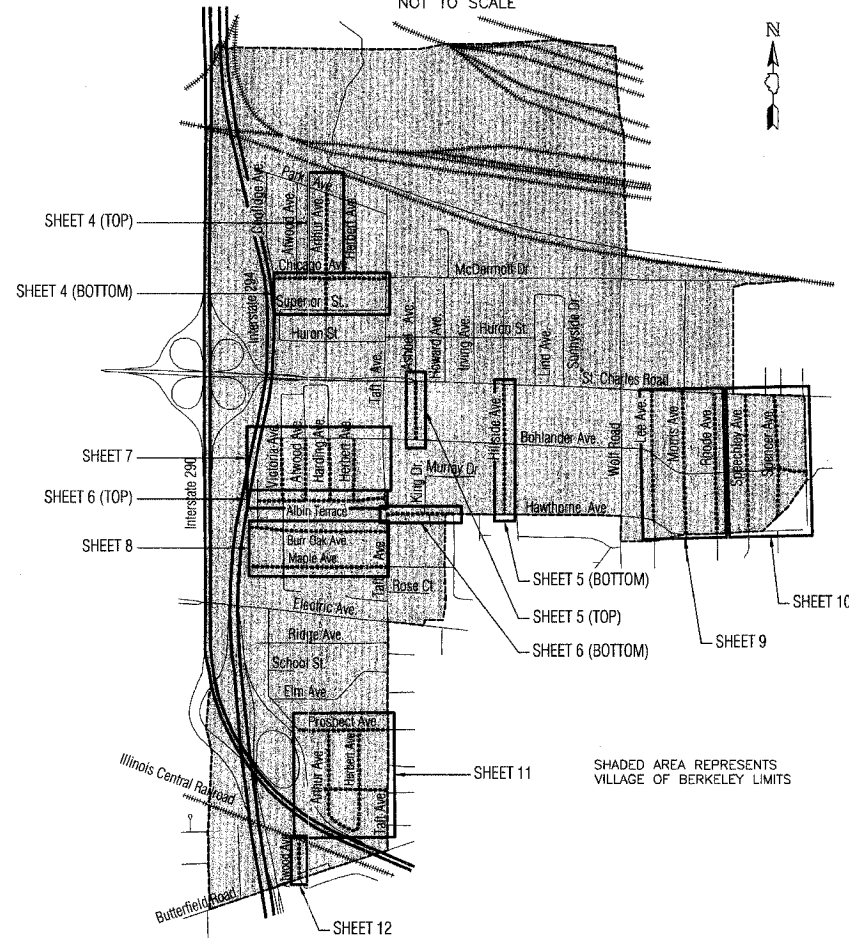 NOT TO SCALE
N
Park Ave.
Coolidge Ave.
Atwood Ave.
Arthur Ave.
Herbert Ave.
SHEET 4 (TOP)
Chicago Ave.
McDermott Dr
SHEET 4 (BOTTOM)
Superior St.
Interstate 294
Huron St.
Huron St.
Taft Ave.
Ashbel Ave.
Howard Ave.
Irving Ave.
Lind Ave.
Sunnyside Dr
St. Charles Road
SHEET 7
Victoria Ave.
Atwood Ave.
Harding Ave.
Herbert Ave.
Hillside Ave.
Bohlander Ave.
Wolf Road
Lee Ave.
Morris Ave.
Rhode Ave.
Speechley Ave.
Spencer Ave.
King Dr
Murray Dr
SHEET 6 (TOP)
Interstate 290
Albin Terrace
Hawthorne Ave.
SHEET 8
Burr Oak Ave.
Maple Ave.
Taft Ave.
Rose Ct.
SHEET 5 (BOTTOM)
SHEET 10
Electric Ave.
SHEET 5 (TOP)
Ridge Ave.
SHEET 6 (BOTTOM)
SHEET 9
School St.
Elm Ave.
Prospect Ave.
Arthur Ave.
Herbert Ave.
Taft Ave.
SHEET 11
SHADED AREA REPRESENTS
VILLAGE OF BERKELEY LIMITS
Illinois Central Railroad
Atwood Ave.
Butterfield Road
SHEET 12